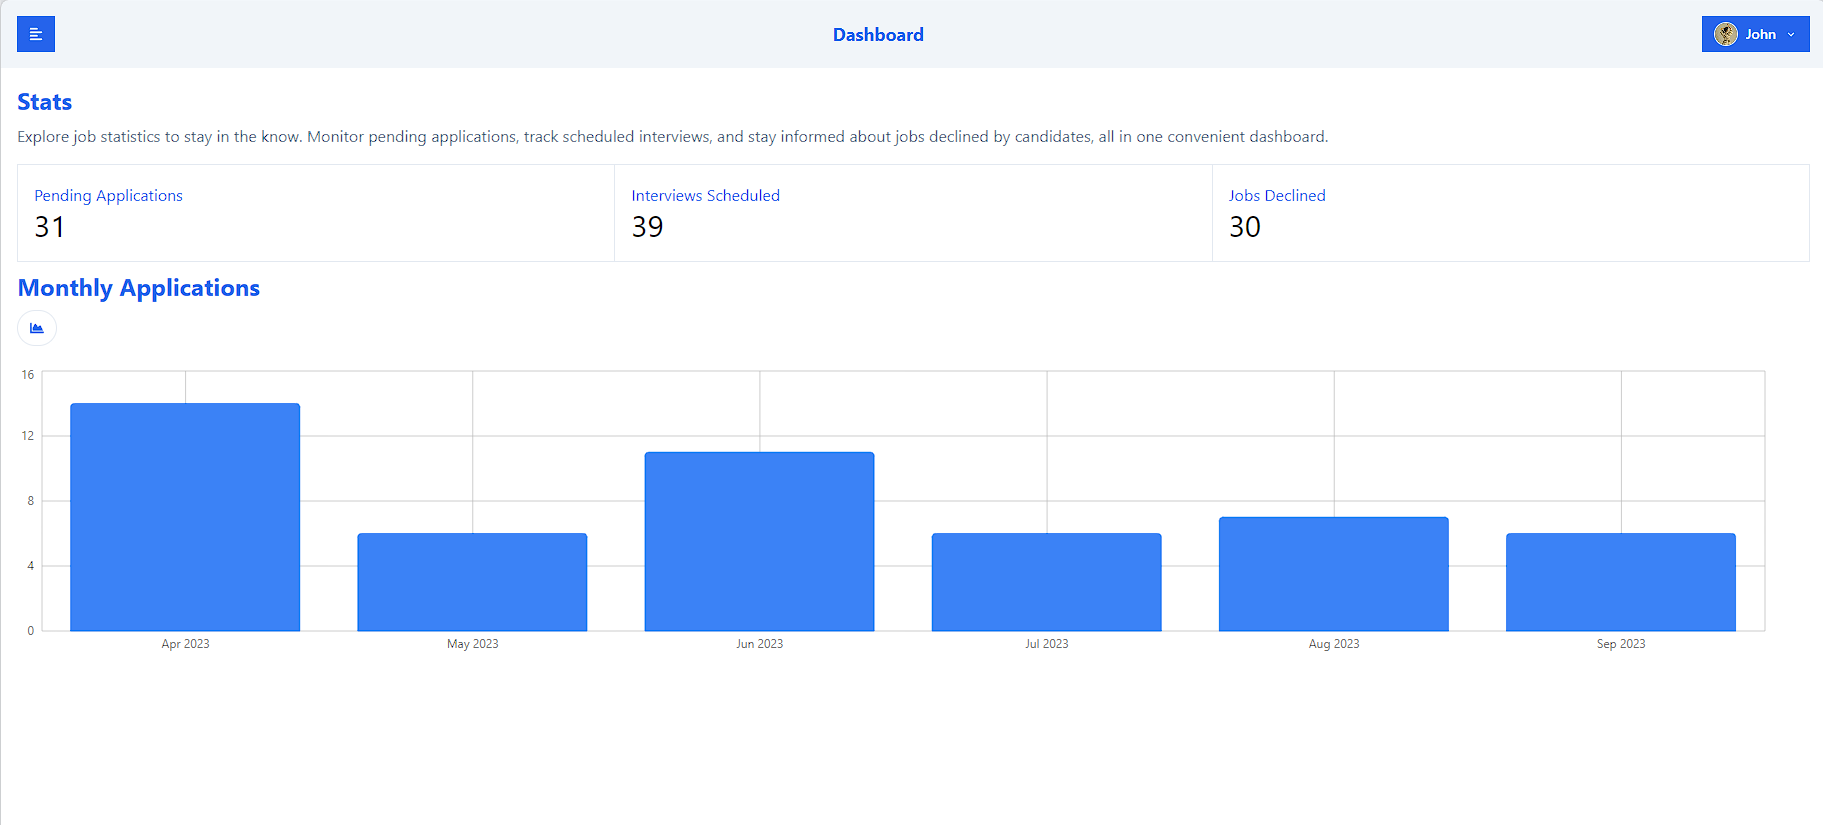 Dashboard
John
Stats
Explore job statistics to stay in the know. Monitor pending applications, track scheduled interviews, and stay informed about jobs declined by candidates, all in one convenient dashboard.
Pending Applications
31
Interviews Scheduled
39
Jobs Declined
30
Monthly Applications
16
12
8
4
0
Apr 2023
May 2023
Jun 2023
Jul 2023
Aug 2023
Sep 2023